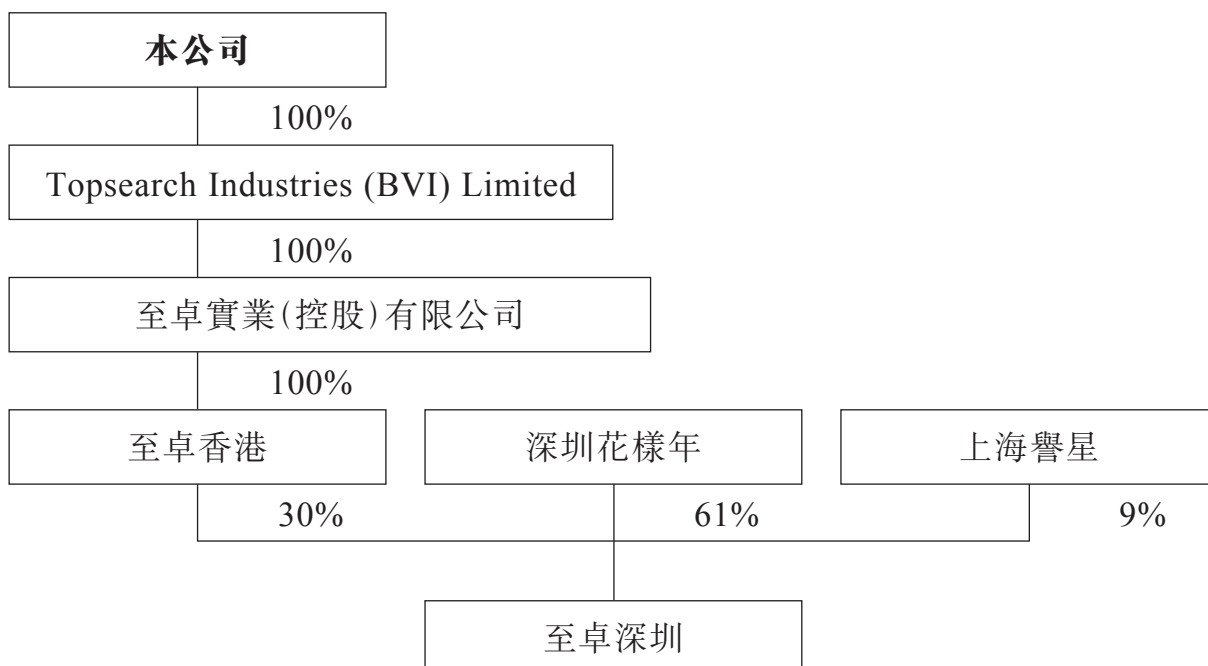 本公司
100%
Topsearch Industries (BVI) Limited
100%
至卓實業(控股)有限公司
100%
至卓香港
深圳花樣年
上海譽星
30%
61%
9%
至卓深圳